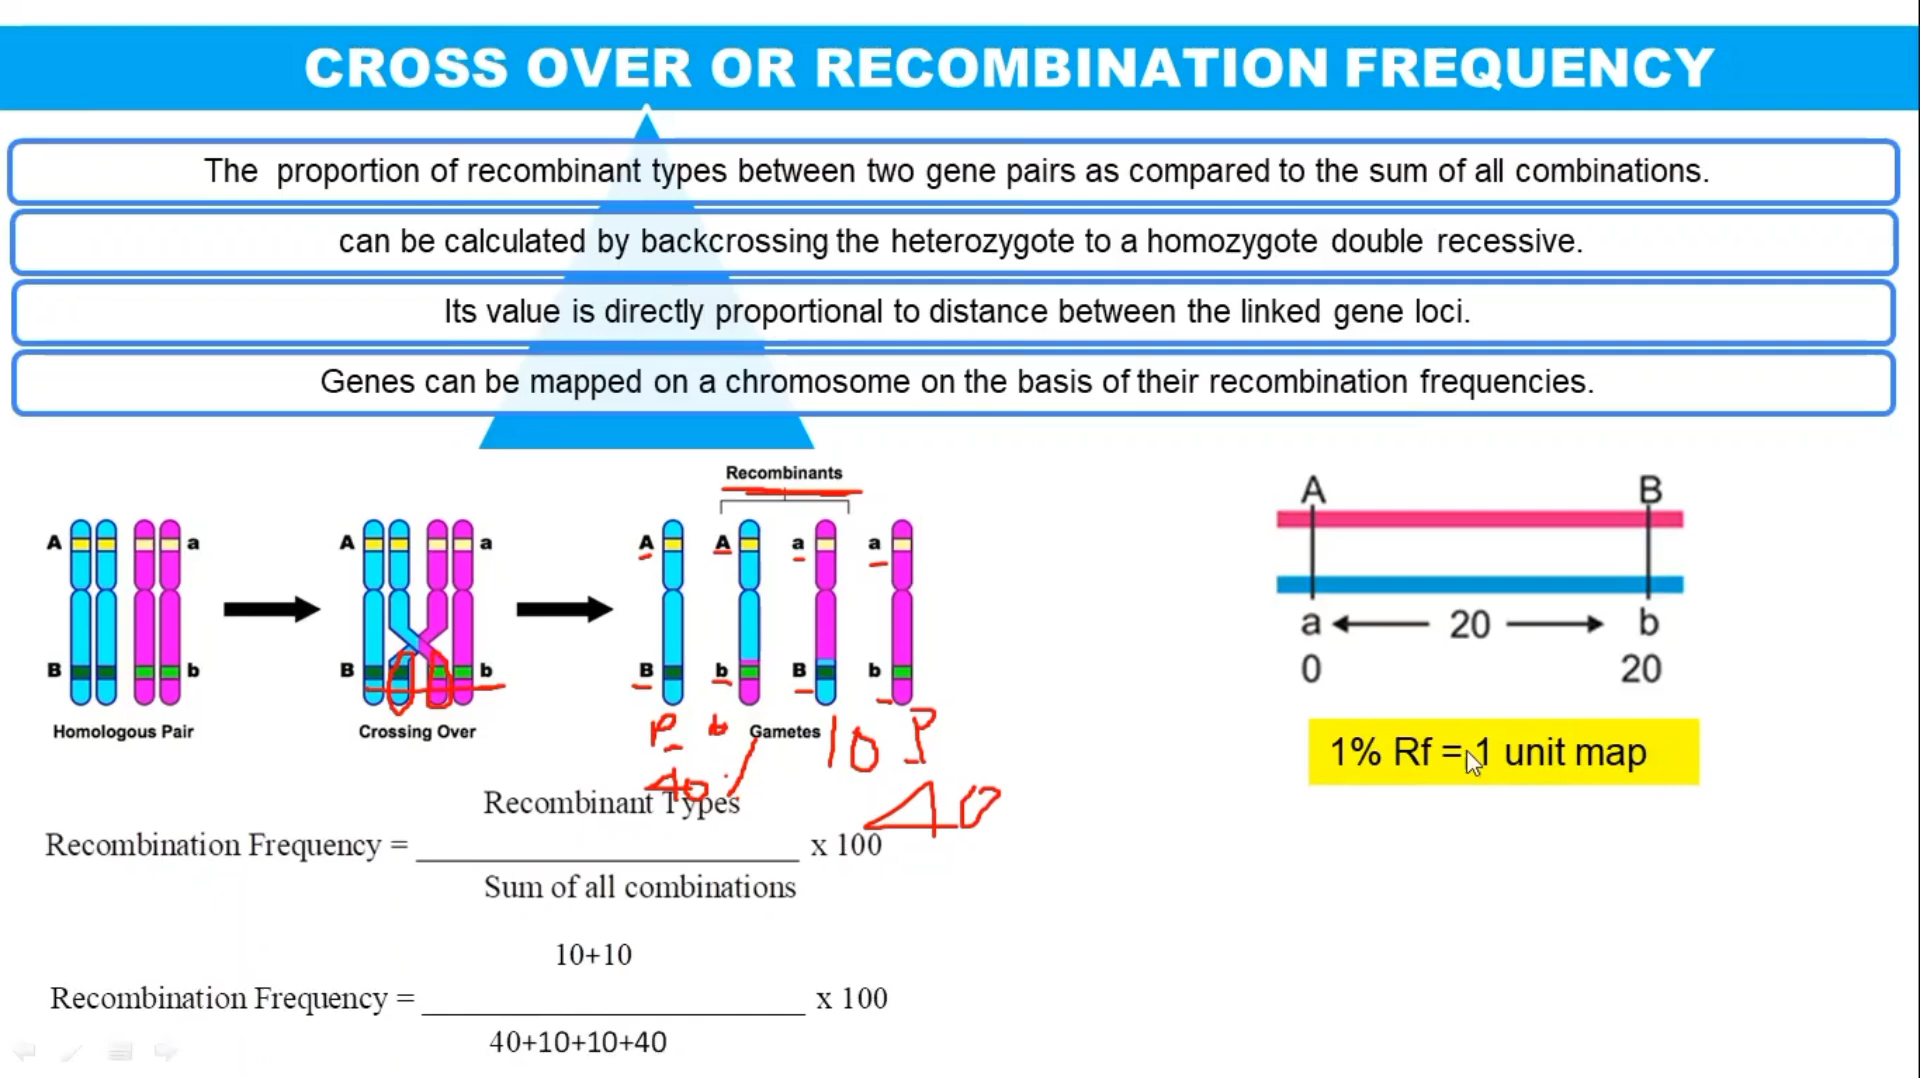 CROSS OVER OR RECOMBINATION FREQUENCY
The proportion of recombinant types between two gene pairs as compared to the sum of all combinations.
can be calculated by backcrossing the heterozygote to a homozygote double recessive.
Its value is directly proportional to distance between the linked gene loci.
Genes can be mapped on a chromosome on the basis of their recombination frequencies.
Recombinants
A a A a A A a a
B b B b B b B b
Homologous Pair Crossing Over Gametes
P 10 P
40% 40
A B
a 20 b
0 20
1% Rf = 1 unit map
Recombinant Types
Recombination Frequency = x 100
Sum of all combinations
10+10
Recombination Frequency = x 100
40+10+10+40